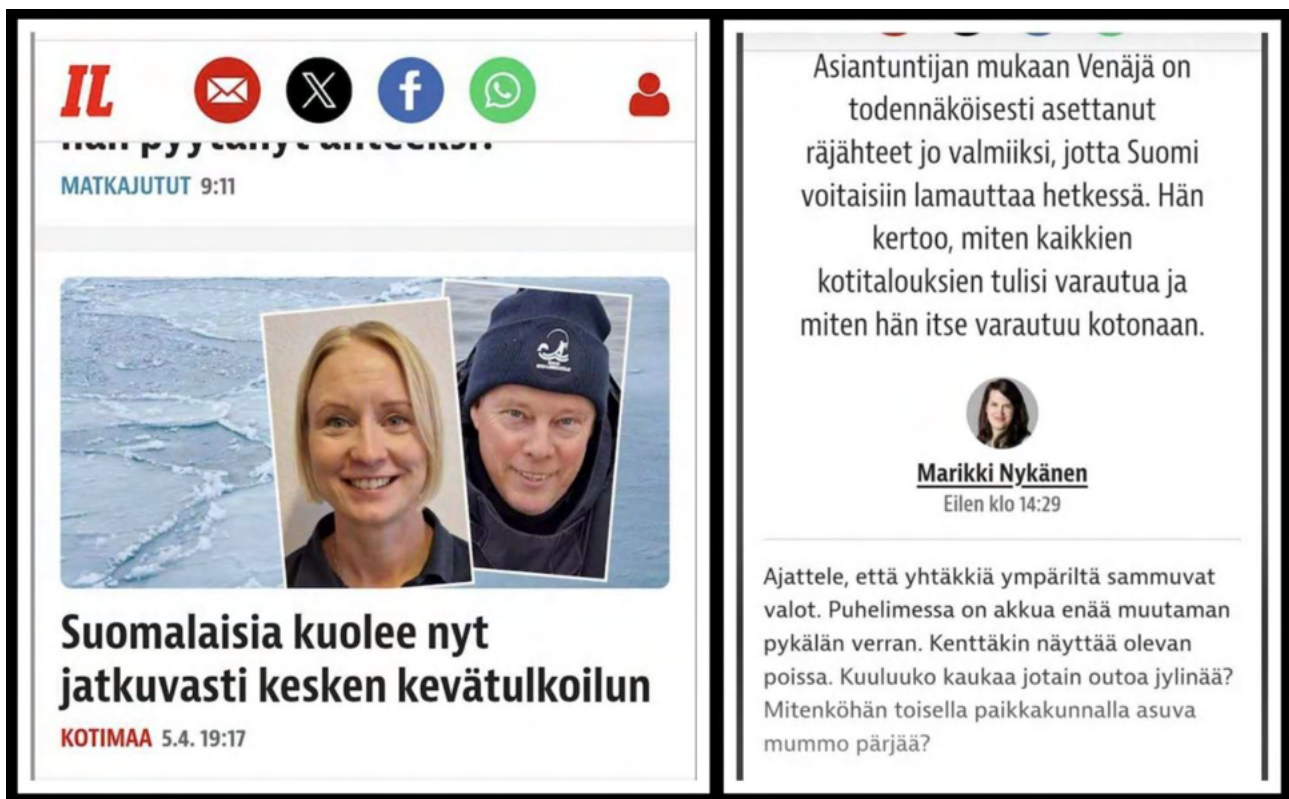 IL
MATKAJUTUT 9:11
Suomalaisia kuolee nyt
jatkuvasti kesken kevätulkoilun
KOTIMAA 5.4. 19:17
Asiantuntijan mukaan Venäjä on
todennäköisesti asettanut
räjähteet jo valmiiksi, jotta Suomi
voitaisiin lamauttaa hetkessä. Hän
kertoo, miten kaikkien
kotitalouksien tulisi varautua ja
miten hän itse varautuu kotonaan.
Marikki Nykänen
Eilen klo 14:29
Ajattele, että yhtäkkiä ympäriltä sammuvat
valot. Puhelimessa on akkua enää muutaman
pykälän verran. Kenttäkin näyttää olevan
poissa. Kuuluuko kaukaa jotain outoa jylinää?
Mitenköhän toisella paikkakunnalla asuva
mummo pärjää?